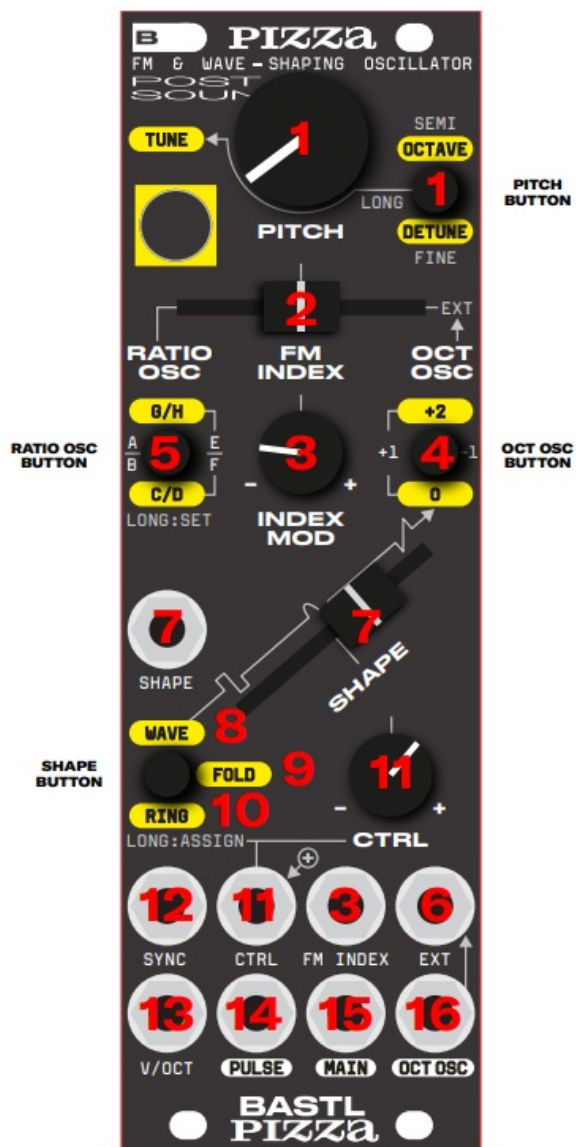 B PIZZA
FM & WAVE-SHAPING OSCILLATOR
POST
SOUN
TUNE
1
SEMI
OCTAVE
1
PITCH
BUTTON
LONG
PITCH
DETUNE
FINE
2
EXT
RATIO
OSC
FM
INDEX
OCT
OSC
G/H
+2
RATIO OSC
BUTTON
A
B
5
E
F
3
+1
4
-1
OCT OSC
BUTTON
C/D
- +
0
LONG:SET
INDEX
MOD
7
7
SHAPE
SHAPE
WAVE
8
SHAPE
BUTTON
FOLD
9
11
RING
10
- +
LONG:ASSIGN
CTRL
12
11
3
6
SYNC
CTRL
FM INDEX
EXT
13
14
15
16
V/OCT
PULSE
MAIN
OCT OSC
BASTL
PIZZA